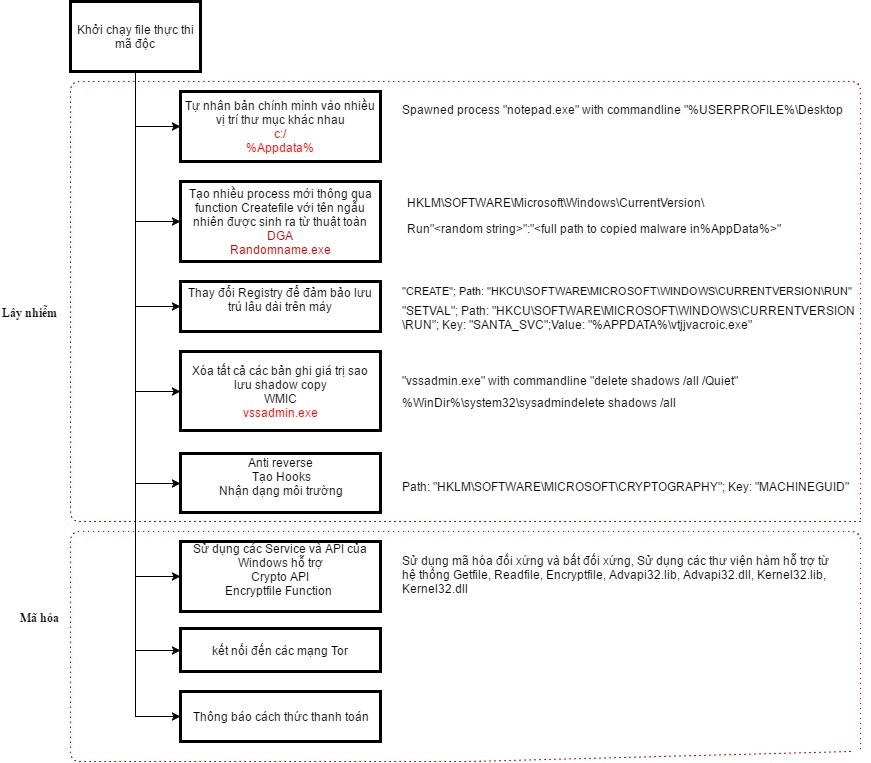 Khởi chạy file thực thi
mã độc
Lây nhiễm
Tự nhân bản chính mình vào nhiều
vị trí thư mục khác nhau
c:/
%Appdata%
Spawned process "notepad.exe" with commandline "%USERPROFILE%\Desktop
Tạo nhiều process mới thông qua
function Createfile với tên ngẫu
nhiên được sinh ra từ thuật toán
DGA
Randomname.exe
HKLM\SOFTWARE\Microsoft\Windows\CurrentVersion\
Run"<random string>":"<full path to copied malware in%AppData%>"
Thay đổi Registry để đảm bảo lưu
trú lâu dài trên máy
"CREATE"; Path: "HKCU\SOFTWARE\MICROSOFT\WINDOWS\CURRENTVERSION\RUN"
"SETVAL"; Path: "HKCU\SOFTWARE\MICROSOFT\WINDOWS\CURRENTVERSION
\RUN"; Key: "SANTA_SVC";Value: "%APPDATA%\vtjjvacroic.exe"
Xóa tất cả các bản ghi giá trị sao
lưu shadow copy
WMIC
vssadmin.exe
"vssadmin.exe" with commandline "delete shadows /all /Quiet"
%WinDir%\system32\sysadmindelete shadows /all
Anti reverse
Tạo Hooks
Nhận dạng môi trường
Path: "HKLM\SOFTWARE\MICROSOFT\CRYPTOGRAPHY"; Key: "MACHINEGUID"
Mã hóa
Sử dụng các Service và API của
Windows hỗ trợ
Crypto API
Encryptfile Function
Sử dụng mã hóa đối xứng và bất đối xứng, Sử dụng các thư viện hàm hỗ trợ từ
hệ thống Getfile, Readfile, Encryptfile, Advapi32.lib, Advapi32.dll, Kernel32.lib,
Kernel32.dll
kết nối đến các mạng Tor
Thông báo cách thức thanh toán